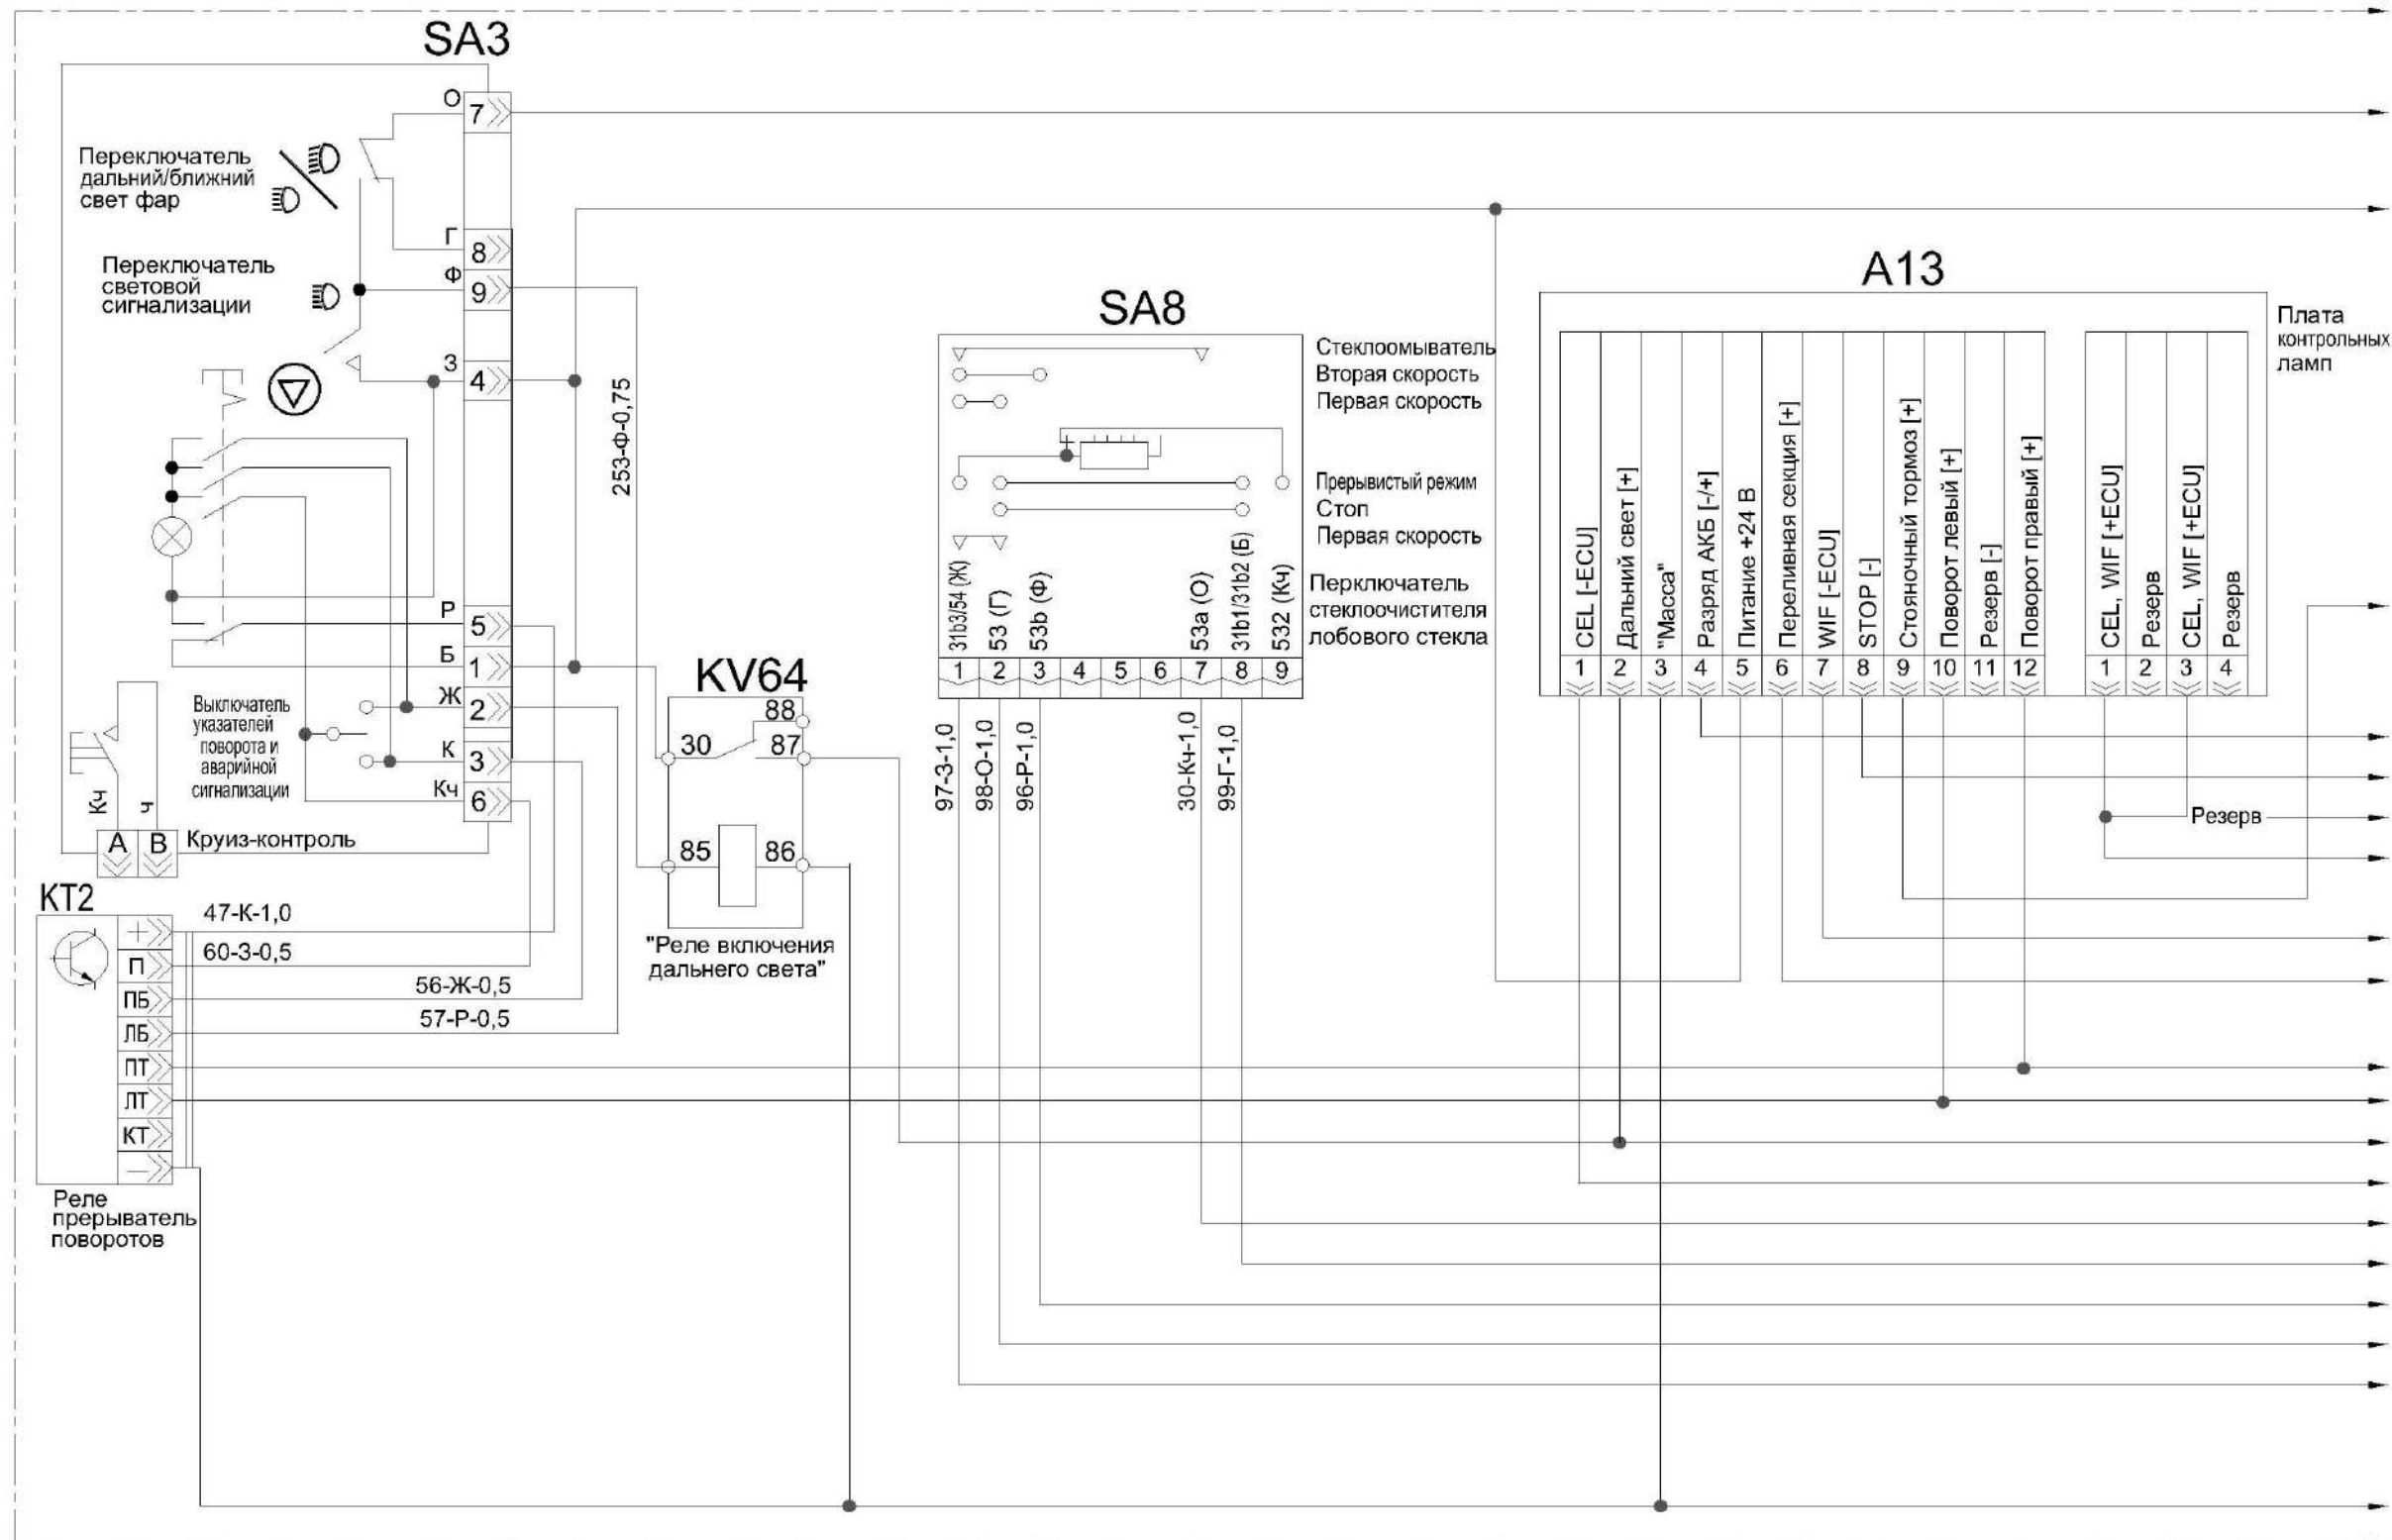 SA3
О
7
Переключатель
дальний/ближний
свет фар
Г
8
Переключатель
световой
сигнализации
Ф
9
З
4
253-Ф-0,75
Р
5
Б
1
Ж
2
К
3
Кч
6
Выключатель
указателей
поворота и
аварийной
сигнализации
Кч
ч
А
В
Круиз-контроль
KT2
+
П
ПБ
ЛБ
ПТ
ЛТ
КТ
—
47-К-1,0
60-З-0,5
56-Ж-0,5
57-Р-0,5
Реле
прерыватель
поворотов
KV64
88
30
87
85
86
"Реле включения
дальнего света"
SA8
Стеклоомыватель
Вторая скорость
Первая скорость
Прерывистый режим
Стоп
Первая скорость
Перключатель
стеклоочистителя
лобового стекла
31b3/54 (Ж)
53 (Г)
53b (Ф)
53a (О)
31b1/31b2 (Б)
532 (Кч)
1 2 3 4 5 6 7 8 9
97-З-1,0
98-О-1,0
96-Р-1,0
30-Кч-1,0
99-Г-1,0
A13
Плата
контрольных
ламп
CEL [-ECU]
Дальний свет [+]
"Масса"
Разряд АКБ [-/+]
Питание +24 В
Переливная секция [+]
WIF [-ECU]
STOP [-]
Стояночный тормоз [+]
Поворот левый [+]
Резерв [-]
Поворот правый [+]
1 2 3 4 5 6 7 8 9 10 11 12
CEL, WIF [+ECU]
Резерв
CEL, WIF [+ECU]
Резерв
1 2 3 4
Резерв